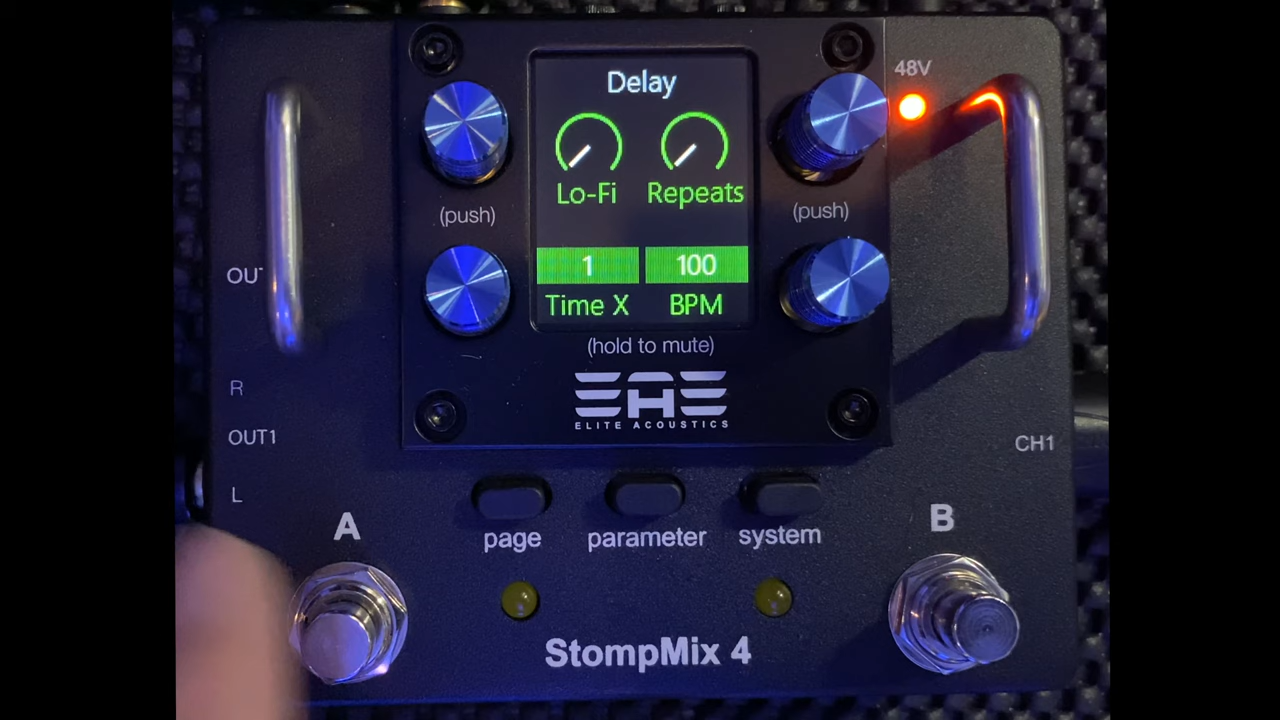 Delay
48V
Lo-Fi Repeats
(push) (push)
1 100
Time X BPM
(hold to mute)
EAE
ELITE ACOUSTICS
R
OUT1
L
CH1
A
B
page parameter system
StompMix 4